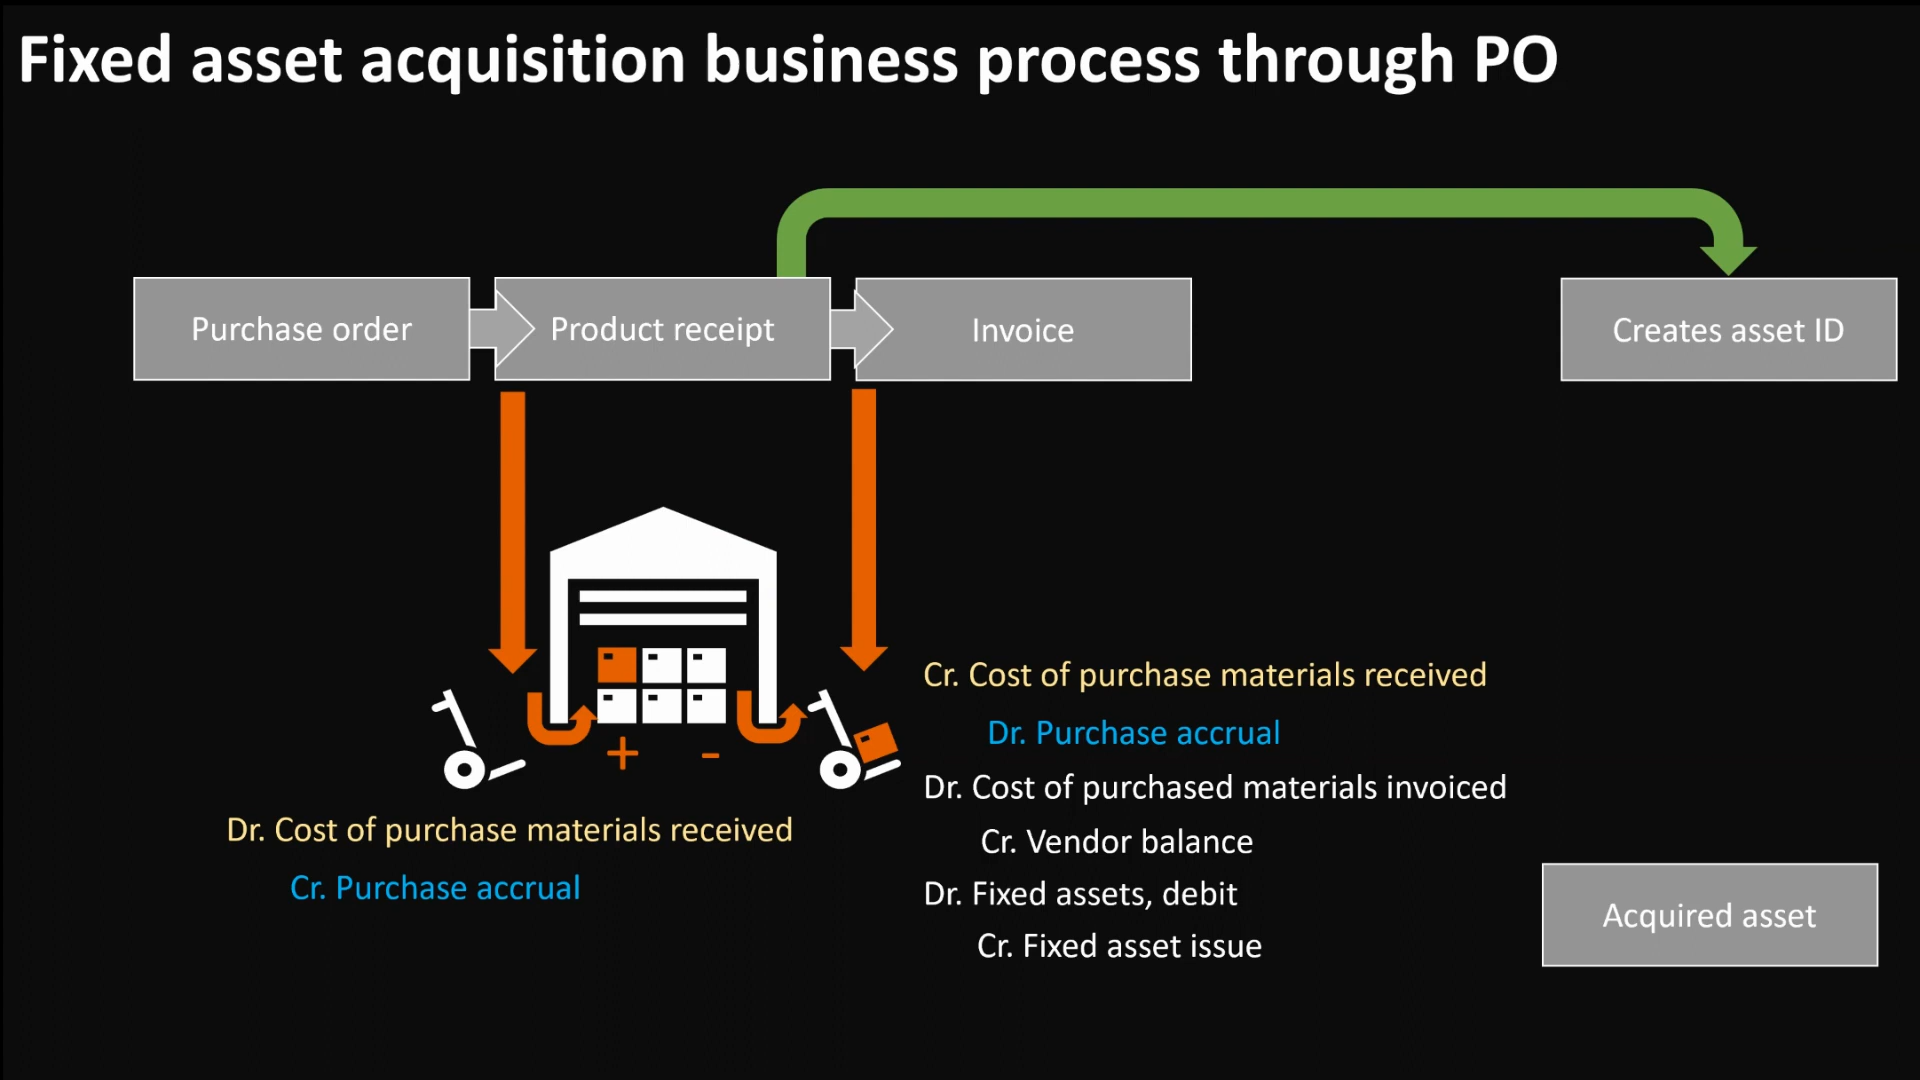 Fixed asset acquisition business process through PO
Purchase order
Product receipt
Invoice
Creates asset ID
+
-
Dr. Cost of purchase materials received
Cr. Purchase accrual
Cr. Cost of purchase materials received
Dr. Purchase accrual
Dr. Cost of purchased materials invoiced
Cr. Vendor balance
Dr. Fixed assets, debit
Cr. Fixed asset issue
Acquired asset